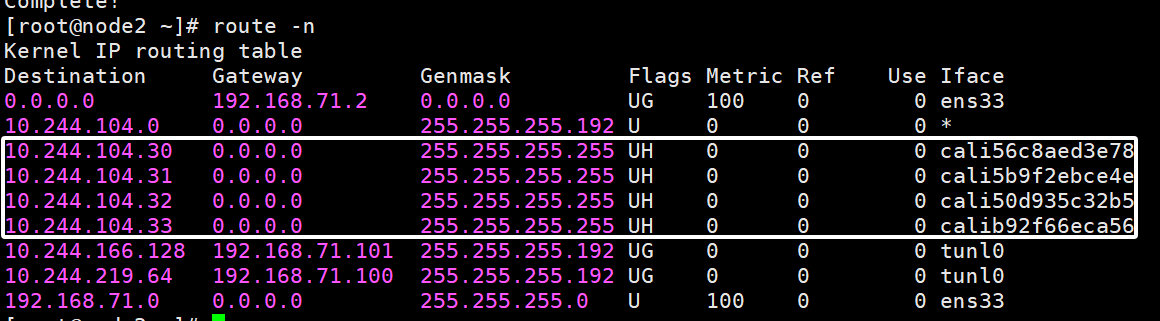 Complete!
[root@node2 ~]# route -n
Kernel IP routing table
Destination     Gateway         Genmask         Flags Metric Ref    Use Iface
0.0.0.0         192.168.71.2    0.0.0.0         UG    100    0        0 ens33
10.244.104.0    0.0.0.0         255.255.255.192 U     0      0        0 *
10.244.104.30   0.0.0.0         255.255.255.255 UH    0      0        0 cali56c8aed3e78
10.244.104.31   0.0.0.0         255.255.255.255 UH    0      0        0 cali5b9f2ebce4e
10.244.104.32   0.0.0.0         255.255.255.255 UH    0      0        0 cali50d935c32b5
10.244.104.33   0.0.0.0         255.255.255.255 UH    0      0        0 calib92f66eca56
10.244.166.128  192.168.71.101  255.255.255.192 UG    0      0        0 tunl0
10.244.219.64   192.168.71.100  255.255.255.192 UG    0      0        0 tunl0
192.168.71.0    0.0.0.0         255.255.255.0   U     100    0        0 ens33
[root@node2 ~]#